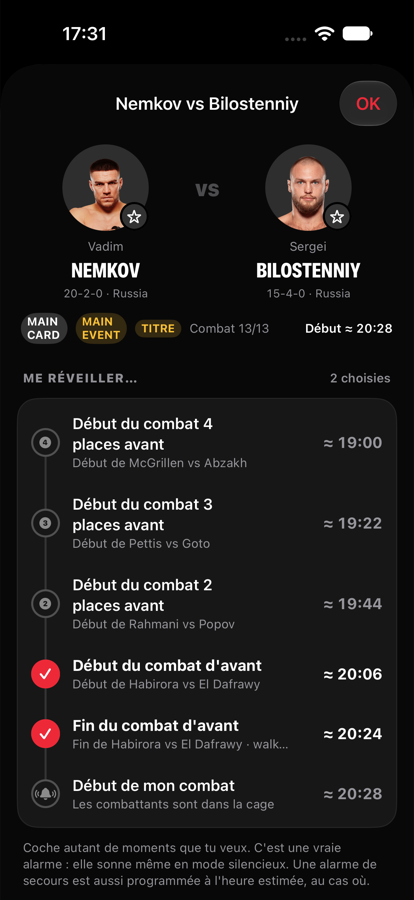 17:31
Nemkov vs Bilostenniy
OK
VS
Vadim
NEMKOV
20-2-0 · Russia
Sergei
BILOSTENNIY
15-4-0 · Russia
MAIN
CARD
MAIN
EVENT
TITRE
Combat 13/13
Début ≈ 20:28
ME RÉVEILLER…
2 choisies
4
Début du combat 4
places avant
Début de McGrillen vs Abzakh
≈ 19:00
3
Début du combat 3
places avant
Début de Pettis vs Goto
≈ 19:22
2
Début du combat 2
places avant
Début de Rahmani vs Popov
≈ 19:44
Début du combat d'avant
Début de Habirora vs El Dafrawy
≈ 20:06
Fin du combat d'avant
Fin de Habirora vs El Dafrawy · walk…
≈ 20:24
Début de mon combat
Les combattants sont dans la cage
≈ 20:28
Coche autant de moments que tu veux. C'est une vraie
alarme : elle sonne même en mode silencieux. Une alarme de
secours est aussi programmée à l'heure estimée, au cas où.